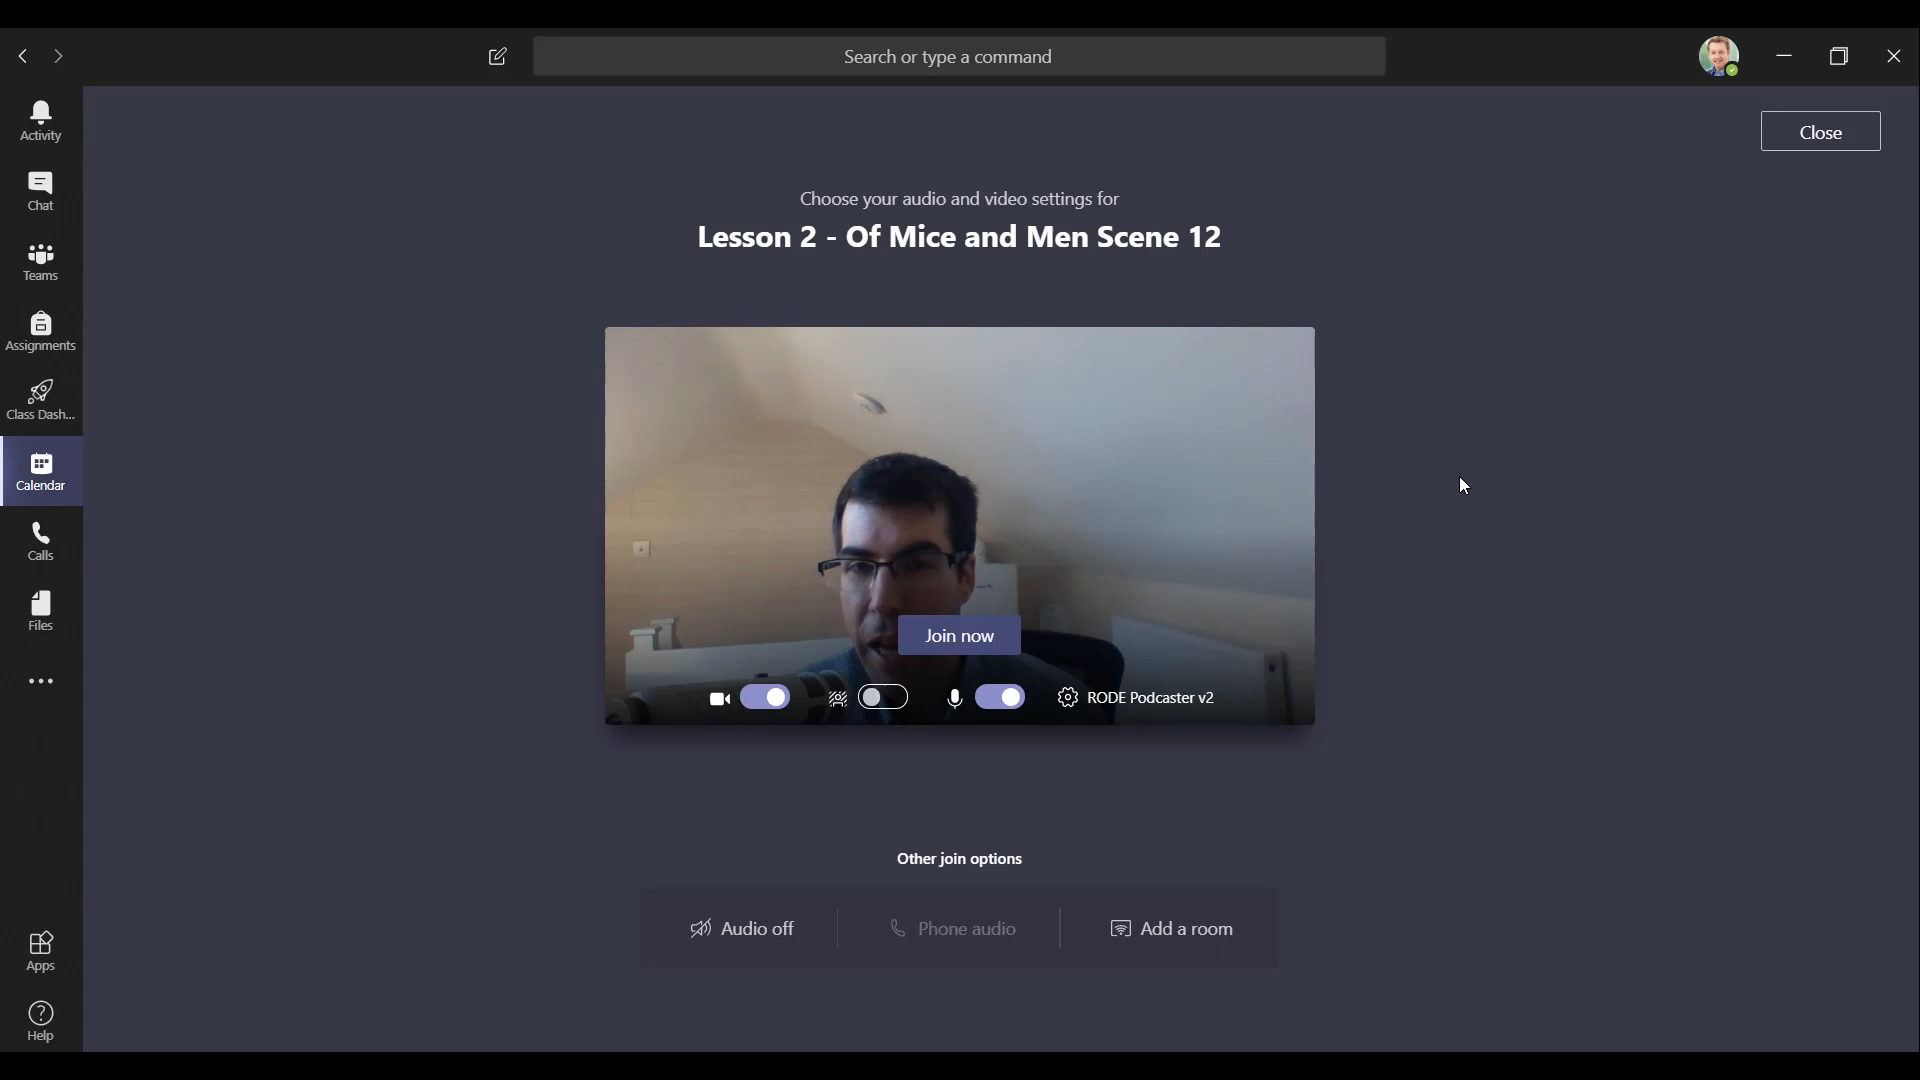 Search or type a command
Activity
Chat
Teams
Assignments
Class Dash...
Calendar
Calls
Files
Apps
Help
Close
Choose your audio and video settings for
Lesson 2 - Of Mice and Men Scene 12
Join now
RODE Podcaster v2
Other join options
Audio off
Phone audio
Add a room